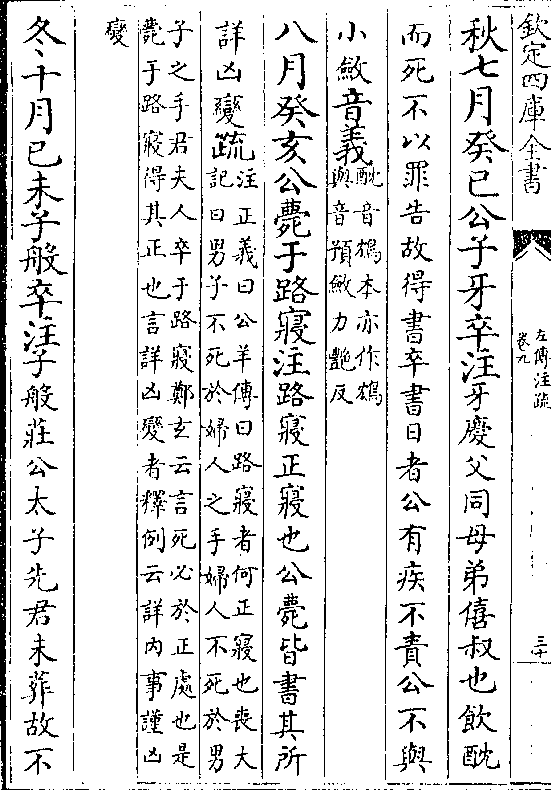 欽定四庫全書
左傳注疏
卷九
三十
秋七月癸巳公子牙卒注牙慶父同母弟僖叔也飲酖
而死不以罪告故得書卒書日者公有疾不責公不與
小斂音義酖音鴆本亦作鴆
與音預斂力艷反
八月癸亥公薨于路寢注路寢正寢也公薨皆書其所
詳凶變疏注正義曰公羊傳曰路寢者何正寢也喪大
記曰男子不死於婦人之手婦人不死於男
子之手君夫人卒于路寢鄭玄云言死必於正處也是
薨于路寢得其正也言詳凶變者釋例云詳內事謹凶
變
冬十月已未子般卒注子般莊公太子先君未葬故不